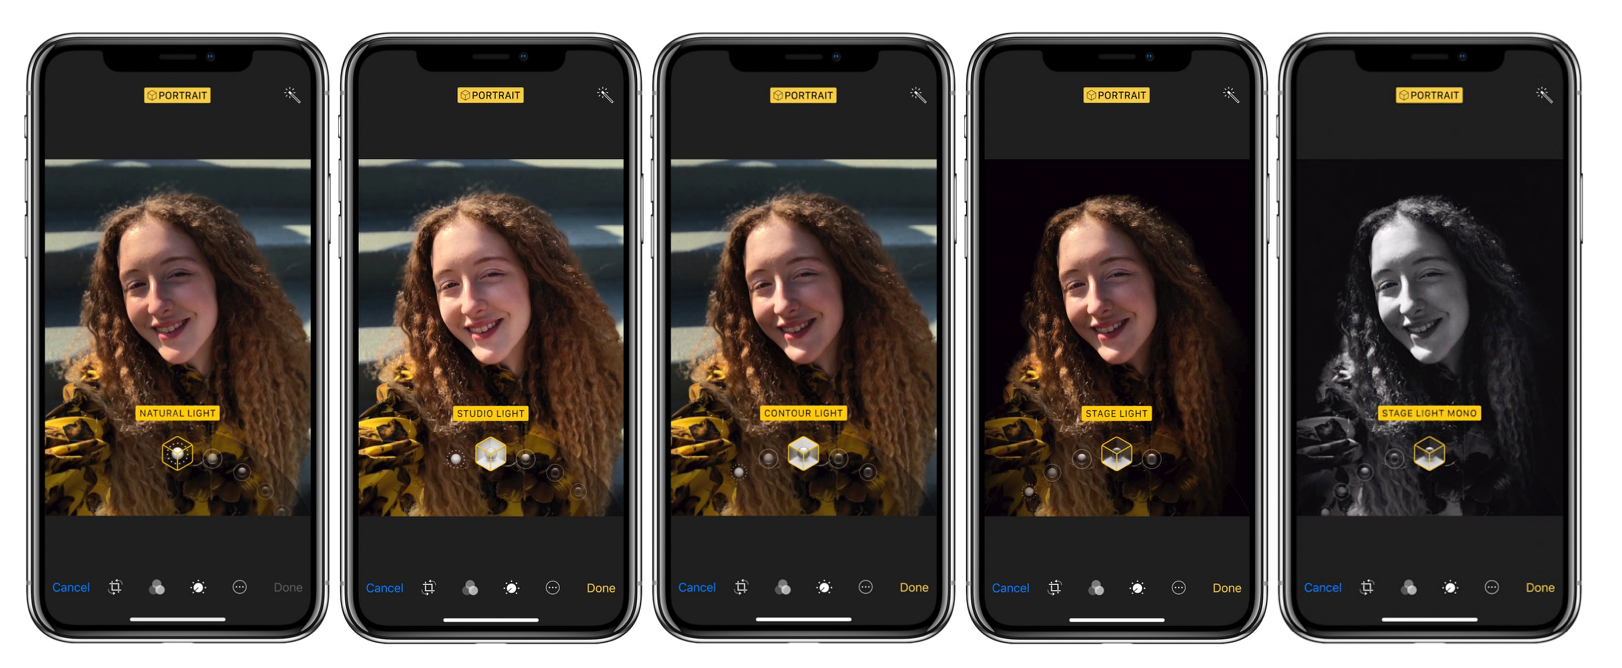 PORTRAIT
NATURAL LIGHT
Cancel
Done
PORTRAIT
STUDIO LIGHT
Cancel
Done
PORTRAIT
CONTOUR LIGHT
Cancel
Done
PORTRAIT
STAGE LIGHT
Cancel
Done
PORTRAIT
STAGE LIGHT MONO
Cancel
Done